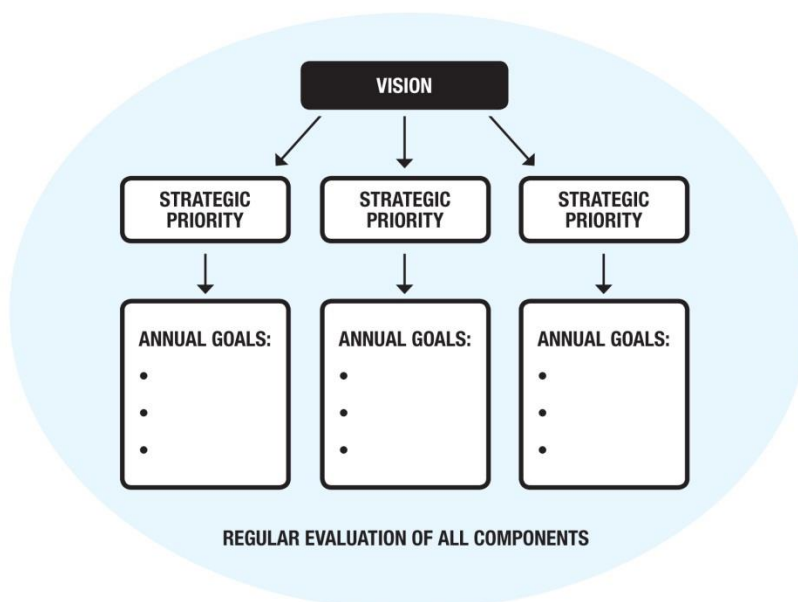 VISION
STRATEGIC
PRIORITY
STRATEGIC
PRIORITY
STRATEGIC
PRIORITY
ANNUAL GOALS:
•
•
•
ANNUAL GOALS:
•
•
•
ANNUAL GOALS:
•
•
•
REGULAR EVALUATION OF ALL COMPONENTS